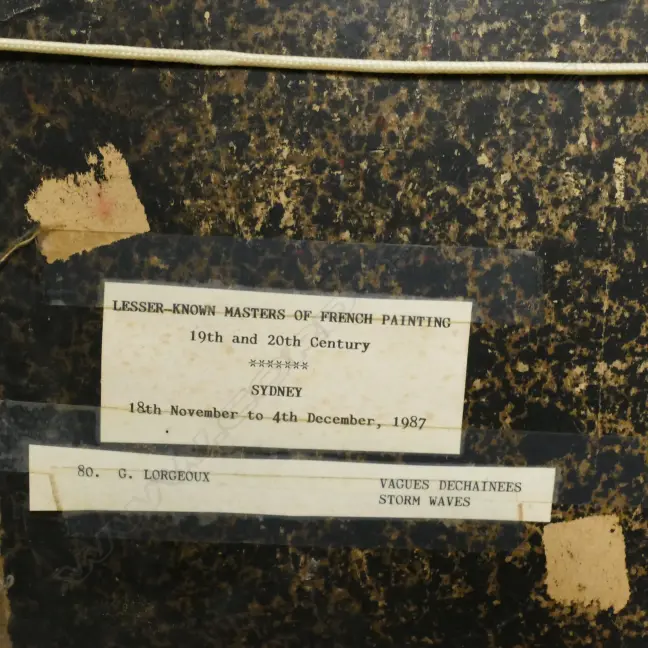 LESSER-KNOWN MASTERS OF FRENCH PAINTING
19th and 20th Century
*******
SYDNEY
18th November to 4th December, 1987
80. G. LORGEOUX VAGUES DECHAINEES
STORM WAVES